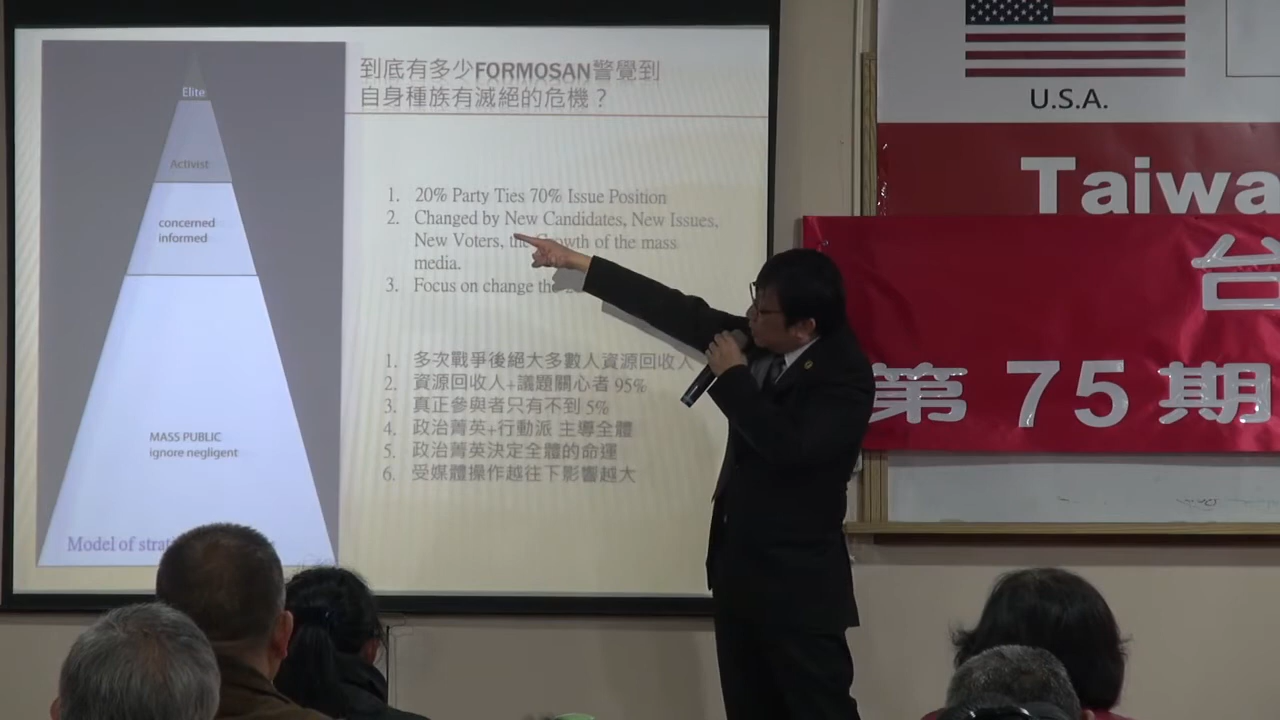 到底有多少FORMOSAN警覺到
自身種族有滅絕的危機？
Elite
Activist
concerned
informed
MASS PUBLIC
ignore negligent
Model of
1. 20% Party Ties 70% Issue Position
2. Changed by New Candidates, New Issues,
New Voters, the Growth of the mass
media.
3. Focus on change the
1. 多次戰爭後絕大多數人資源回收人
2. 資源回收人+議題關心者 95%
3. 真正參與者只有不到 5%
4. 政治菁英+行動派 主導全體
5. 政治菁英決定全體的命運
6. 受媒體操作越往下影響越大
U.S.A.
Taiwa
台
第 75 期